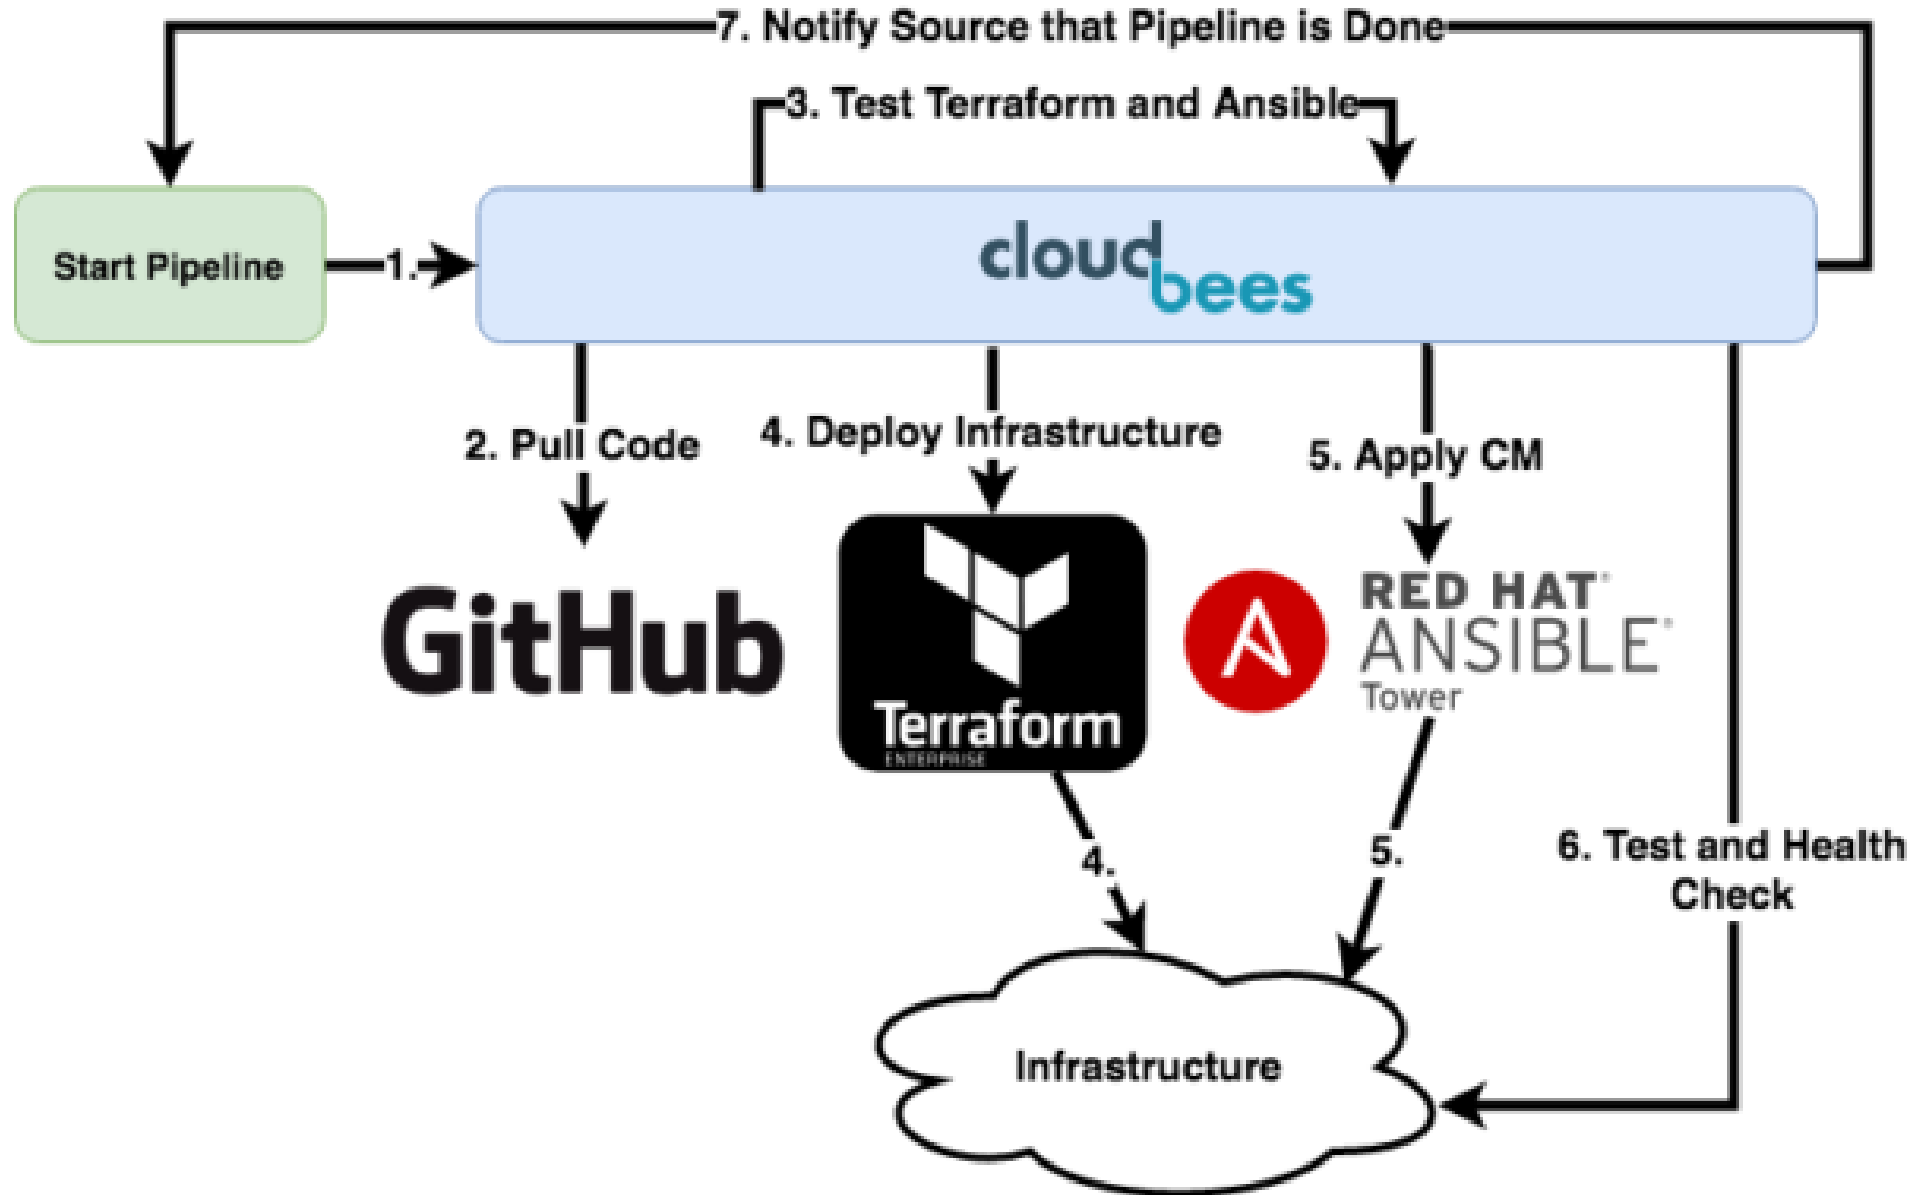 7. Notify Source that Pipeline is Done
3. Test Terraform and Ansible
Start Pipeline
1.
cloudbees
2. Pull Code
4. Deploy Infrastructure
5. Apply CM
GitHub
Terraform
ENTERPRISE
RED HAT
ANSIBLE
Tower
4.
5.
6. Test and Health
Check
Infrastructure